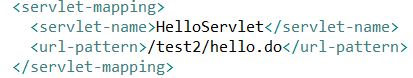 <servlet-mapping>
  <servlet-name>HelloServlet</servlet-name>
  <url-pattern>/test2/hello.do</url-pattern>
</servlet-mapping>